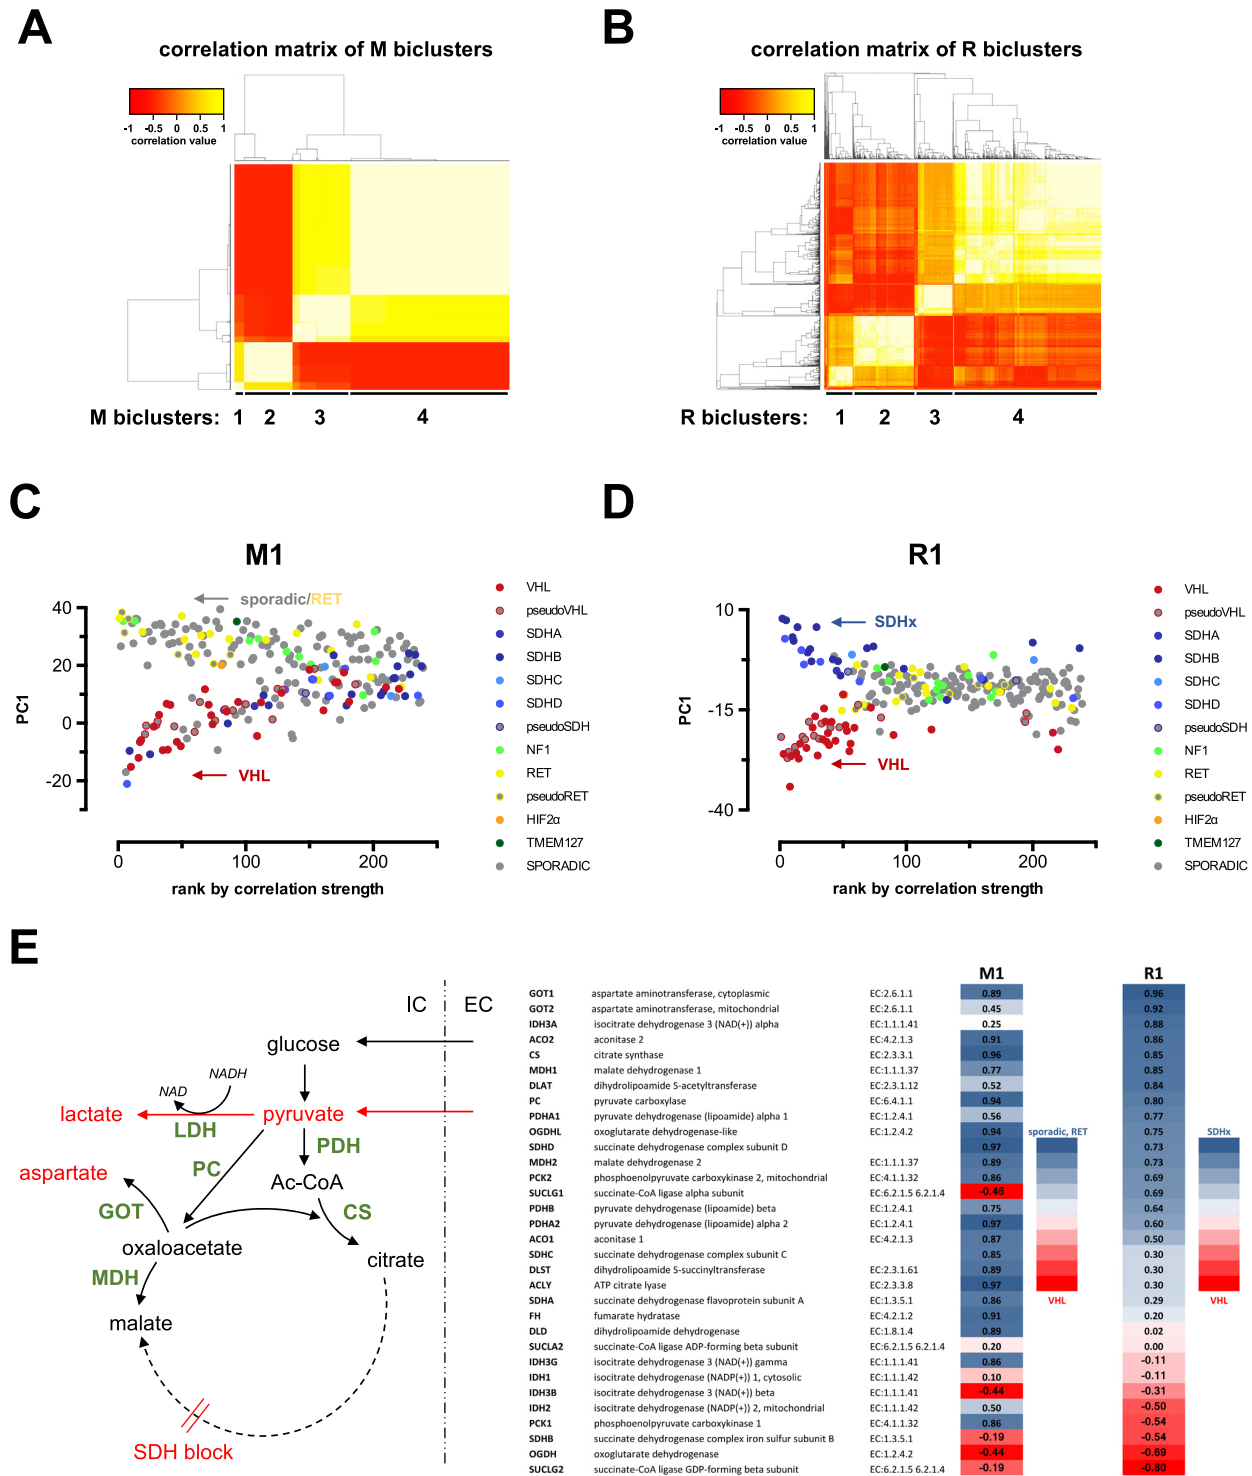 A
correlation matrix of M biclusters
-1 -0.5 0 0.5 1
correlation value
M biclusters: 1 2 3 4
B
correlation matrix of R biclusters
-1 -0.5 0 0.5 1
correlation value
R biclusters: 1 2 3 4
C
M1
sporadic/RET
VHL
PC1
40
20
0
-20
0 100 200
rank by correlation strength
VHL
pseudoVHL
SDHA
SDHB
SDHC
SDHD
pseudoSDH
NF1
RET
pseudoRET
HIF2α
TMEM127
SPORADIC
D
R1
SDHx
VHL
PC1
10
-15
-40
0 100 200
rank by correlation strength
VHL
pseudoVHL
SDHA
SDHB
SDHC
SDHD
pseudoSDH
NF1
RET
pseudoRET
HIF2α
TMEM127
SPORADIC
E
IC EC
glucose
NADH
NAD
lactate
pyruvate
LDH
PDH
aspartate
PC
Ac-CoA
GOT
CS
oxaloacetate
citrate
MDH
malate
SDH block
M1 R1
GOT1 aspartate aminotransferase, cytoplasmic EC:2.6.1.1 0.89 0.96
GOT2 aspartate aminotransferase, mitochondrial EC:2.6.1.1 0.45 0.92
IDH3A isocitrate dehydrogenase 3 (NAD(+)) alpha EC:1.1.1.41 0.25 0.88
ACO2 aconitase 2 EC:4.2.1.3 0.91 0.86
CS citrate synthase EC:2.3.3.1 0.96 0.85
MDH1 malate dehydrogenase 1 EC:1.1.1.37 0.77 0.85
DLAT dihydrolipoamide S-acetyltransferase EC:2.3.1.12 0.52 0.84
PC pyruvate carboxylase EC:6.4.1.1 0.94 0.80
PDHA1 pyruvate dehydrogenase (lipoamide) alpha 1 EC:1.2.4.1 0.56 0.77
OGDHL oxoglutarate dehydrogenase-like EC:1.2.4.2 0.94 0.75
SDHD succinate dehydrogenase complex subunit D 0.97 0.73
MDH2 malate dehydrogenase 2 EC:1.1.1.37 0.89 0.73
PCK2 phosphoenolpyruvate carboxykinase 2, mitochondrial EC:4.1.1.32 0.86 0.69
SUCLG1 succinate-CoA ligase alpha subunit EC:6.2.1.5 6.2.1.4 -0.46 0.69
PDHB pyruvate dehydrogenase (lipoamide) beta EC:1.2.4.1 0.75 0.64
PDHA2 pyruvate dehydrogenase (lipoamide) alpha 2 EC:1.2.4.1 0.97 0.60
ACO1 aconitase 1 EC:4.2.1.3 0.87 0.50
SDHC succinate dehydrogenase complex subunit C 0.85 0.30
DLST dihydrolipoamide S-succinyltransferase EC:2.3.1.61 0.89 0.30
ACLY ATP citrate lyase EC:2.3.3.8 0.97 0.30
SDHA succinate dehydrogenase flavoprotein subunit A EC:1.3.5.1 0.86 0.29
FH fumarate hydratase EC:4.2.1.2 0.91 0.20
DLD dihydrolipoamide dehydrogenase EC:1.8.1.4 0.89 0.02
SUCLA2 succinate-CoA ligase ADP-forming beta subunit EC:6.2.1.5 6.2.1.4 0.20 0.00
IDH3G isocitrate dehydrogenase 3 (NAD(+)) gamma EC:1.1.1.41 0.86 -0.11
IDH1 isocitrate dehydrogenase (NADP(+)) 1, cytosolic EC:1.1.1.42 0.10 -0.11
IDH3B isocitrate dehydrogenase 3 (NAD(+)) beta EC:1.1.1.41 -0.44 -0.31
IDH2 isocitrate dehydrogenase (NADP(+)) 2, mitochondrial EC:1.1.1.42 0.50 -0.50
PCK1 phosphoenolpyruvate carboxykinase 1 EC:4.1.1.32 0.86 -0.54
SDHB succinate dehydrogenase complex iron sulfur subunit B EC:1.3.5.1 -0.19 -0.54
OGDH oxoglutarate dehydrogenase EC:1.2.4.2 -0.44 -0.69
SUCLG2 succinate-CoA ligase GDP-forming beta subunit EC:6.2.1.5 6.2.1.4 -0.19 -0.80
sporadic, RET
VHL
SDHx
VHL